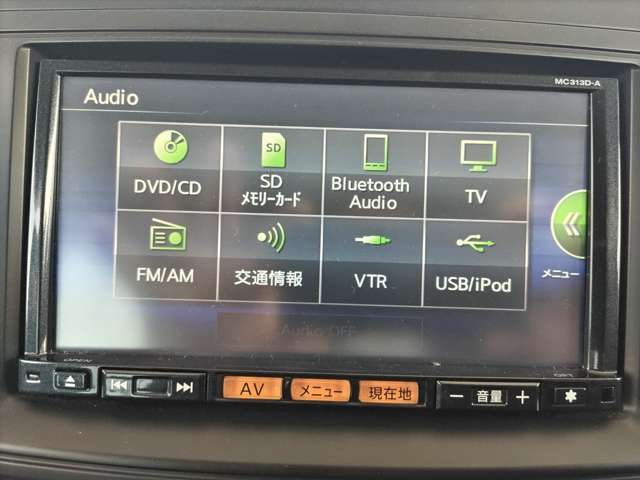 MC313D-A
Audio
SD
DVD/CD
SD
メモリーカード
Bluetooth
Audio
TV
FM/AM
交通情報
VTR
USB/iPod
メニュー
Audio OFF
OPEN
AV
メニュー
現在地
音量